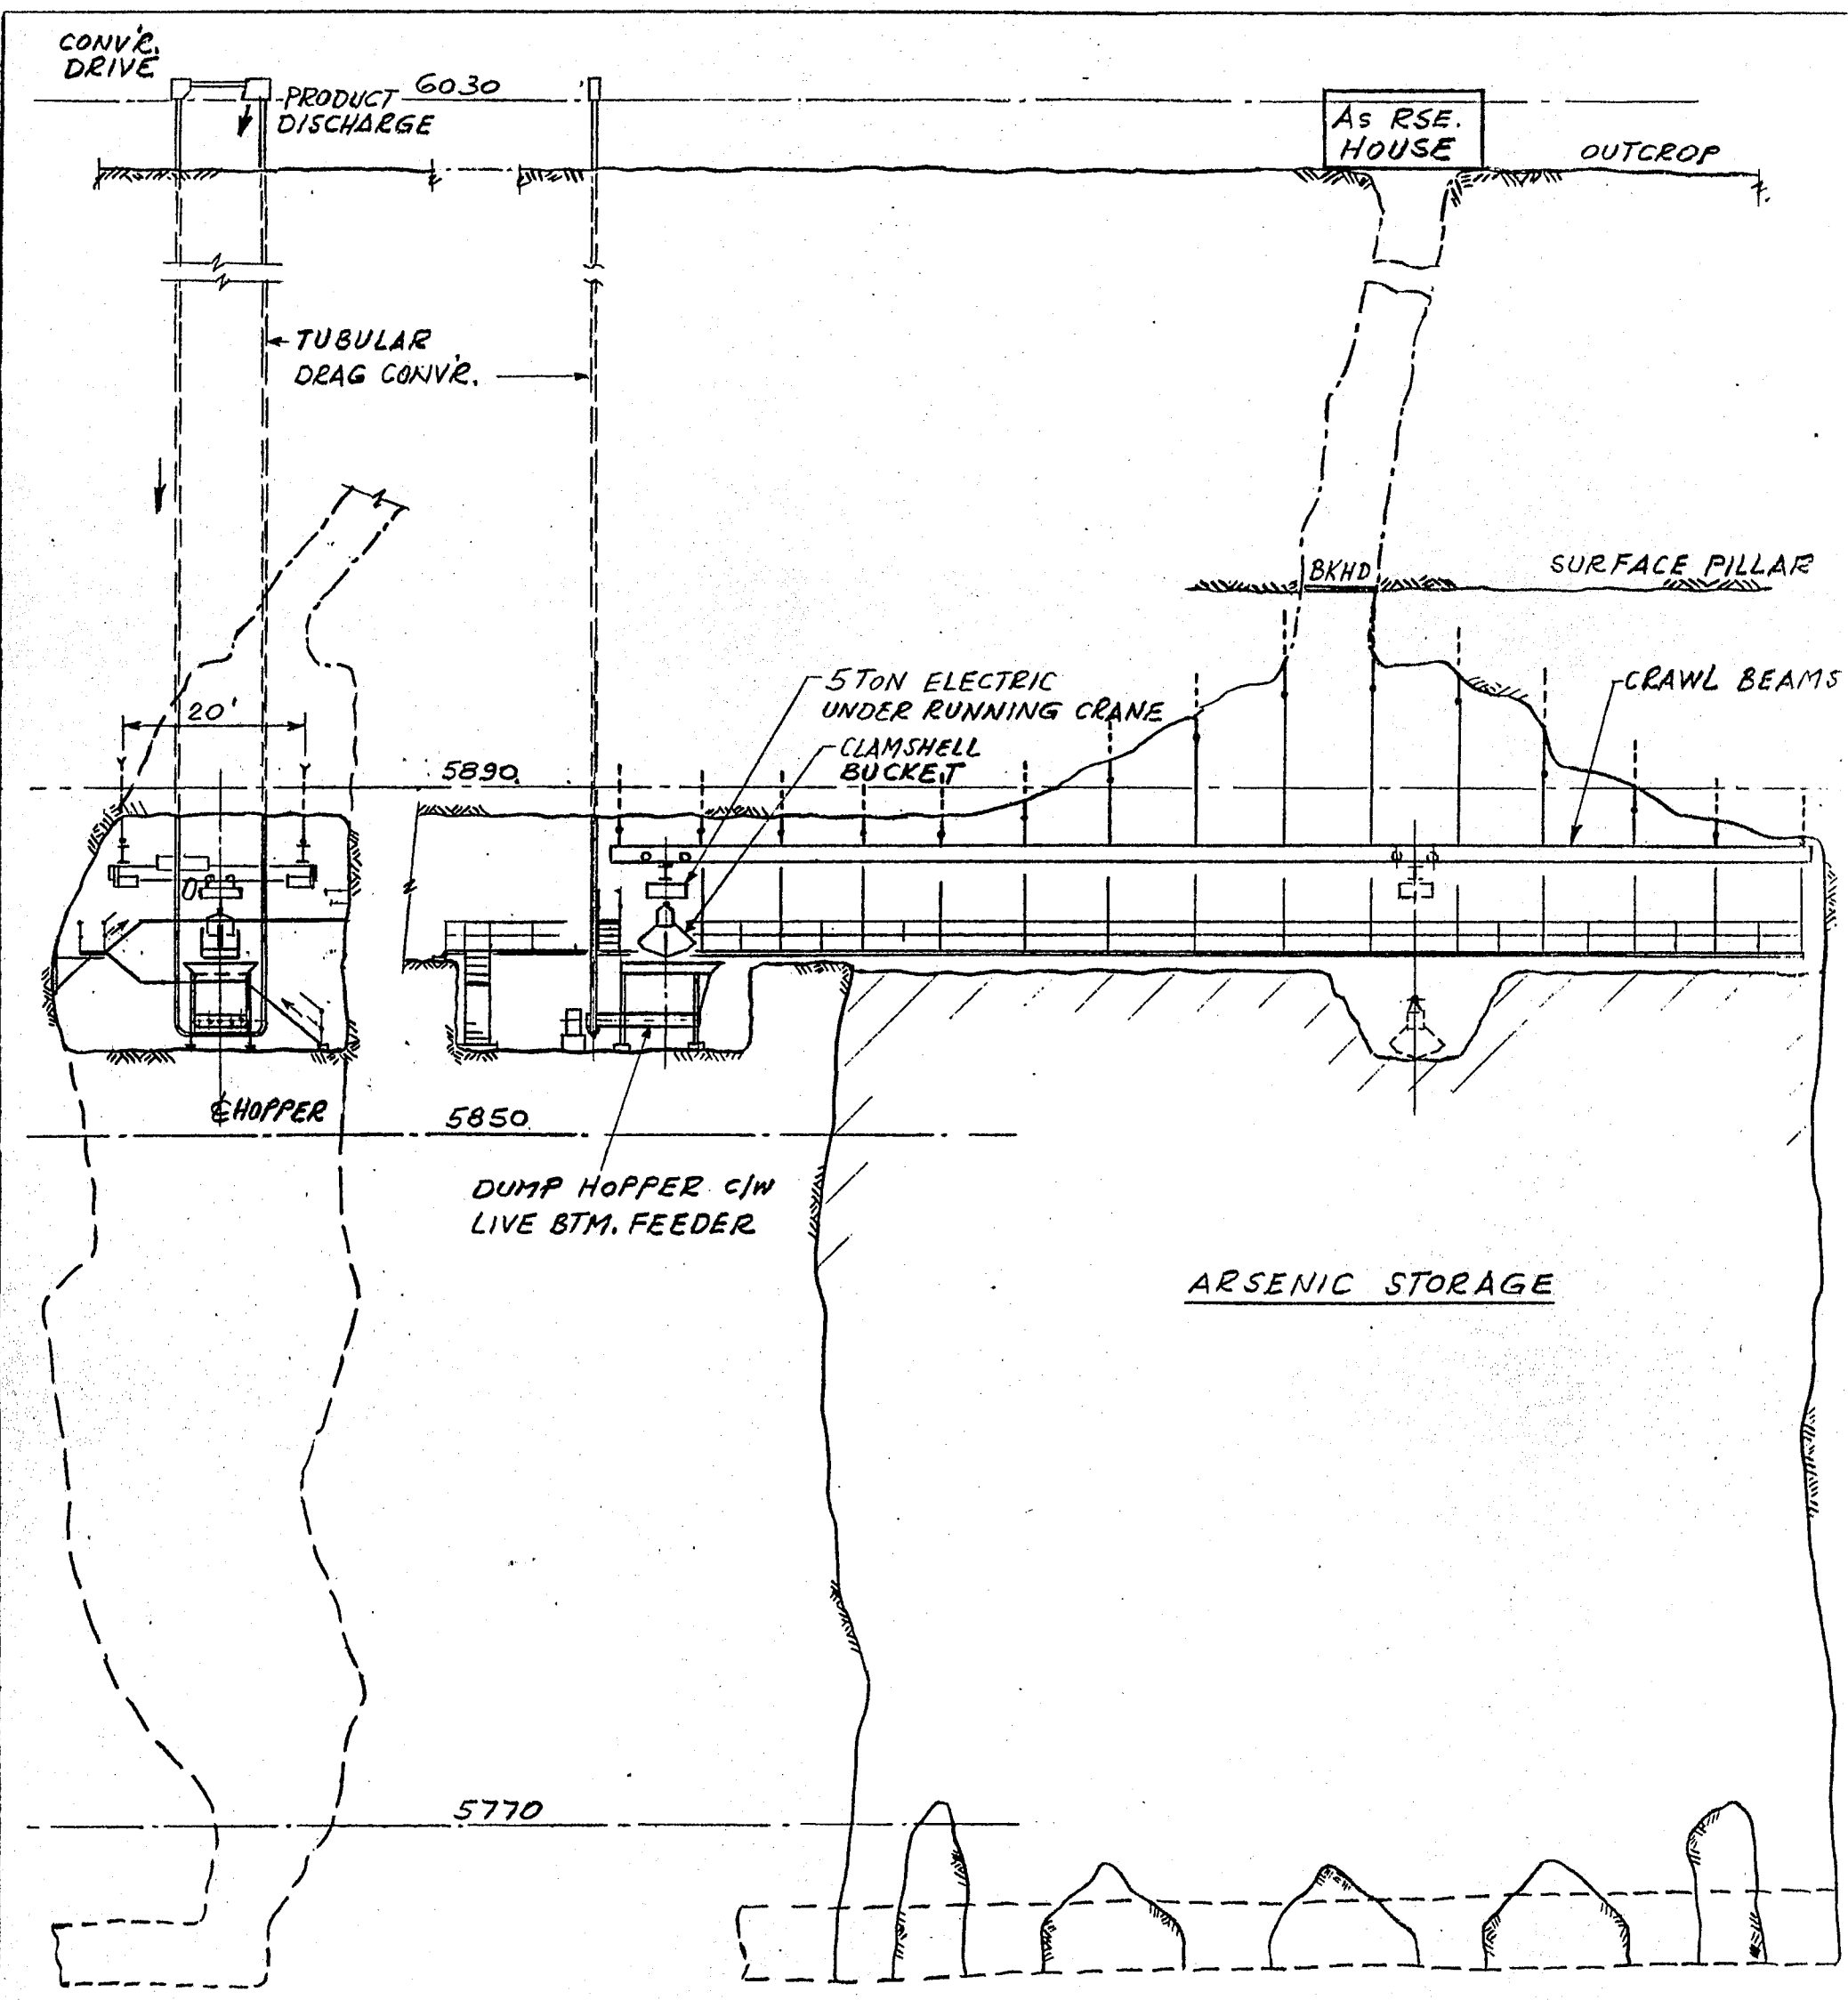 CONV'R.
DRIVE
PRODUCT
DISCHARGE
6030
As RSE.
HOUSE
OUTCROP
TUBULAR
DRAG CONV'R.
BKHD
SURFACE PILLAR
5 TON ELECTRIC
UNDER RUNNING CRANE
CRAWL BEAMS
20'
CLAMSHELL
BUCKET
5890
℄ HOPPER
5850
DUMP HOPPER c/w
LIVE BTM. FEEDER
ARSENIC STORAGE
5770